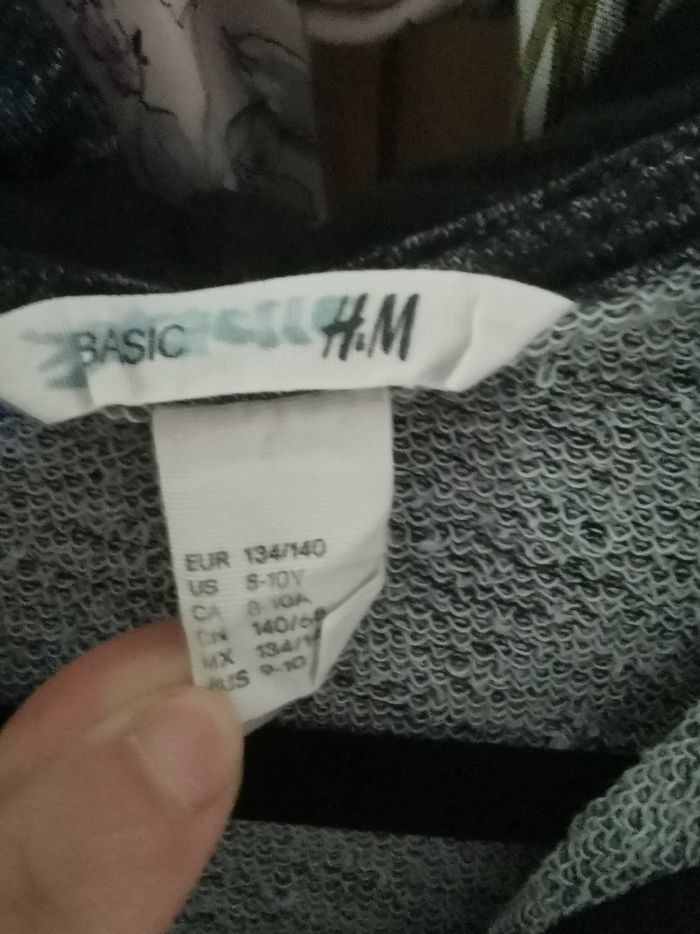 BASIC H&M
EUR 134/140
US 8-10Y
CA 8-10A
CN 140/
MX 134/
AUS 9-10